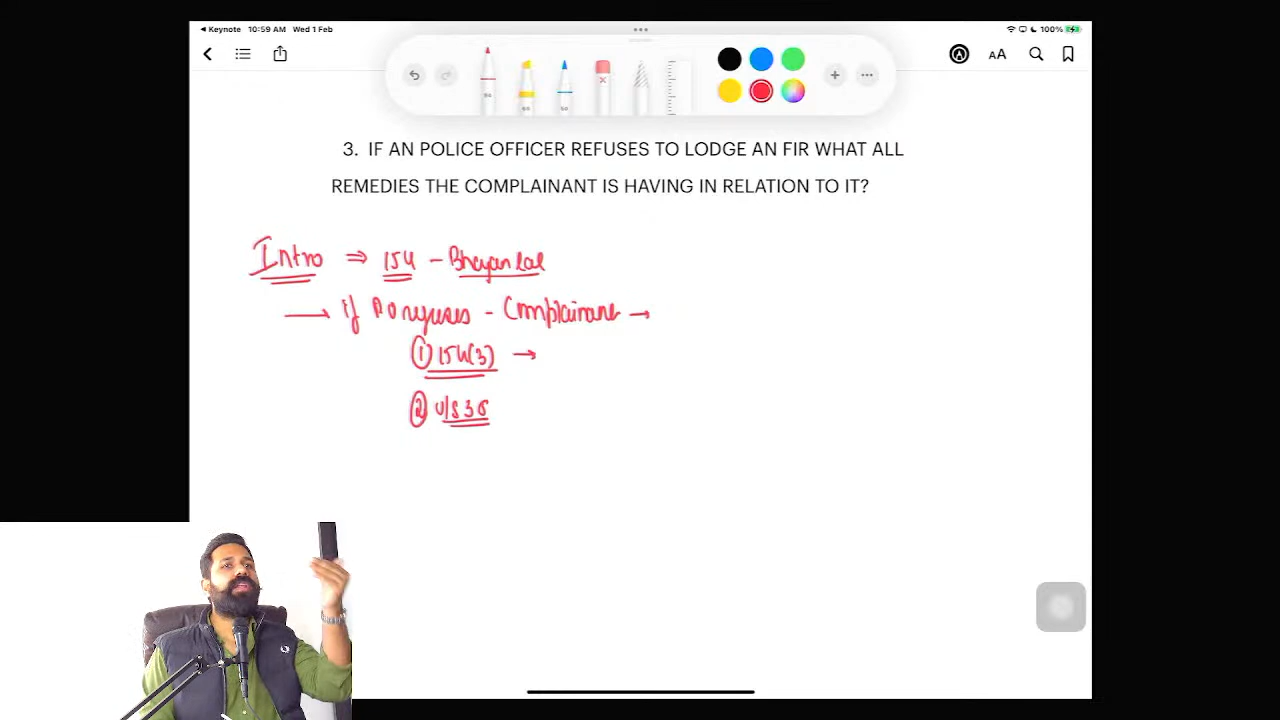 Keynote 10:59 AM Wed 1 Feb 100%
AA
3. IF AN POLICE OFFICER REFUSES TO LODGE AN FIR WHAT ALL
REMEDIES THE COMPLAINANT IS HAVING IN RELATION TO IT?
Intro ⇒ 154 - Bhajan lal
→ if PO refuses - Complainant →
① 154(3) →
② u/s 36